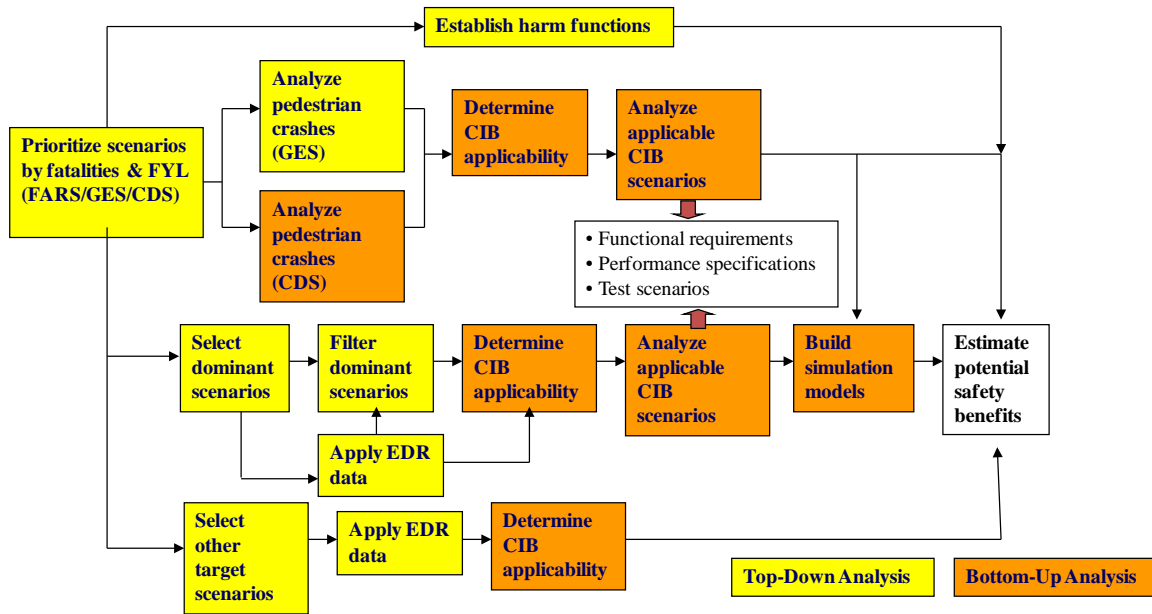 Establish harm functions
Analyze
pedestrian
crashes
(GES)
Determine
CIB
applicability
Analyze
applicable
CIB
scenarios
Prioritize scenarios
by fatalities & FYL
(FARS/GES/CDS)
Analyze
pedestrian
crashes
(CDS)
• Functional requirements
• Performance specifications
• Test scenarios
Select
dominant
scenarios
Filter
dominant
scenarios
Determine
CIB
applicability
Analyze
applicable
CIB
scenarios
Build
simulation
models
Estimate
potential
safety
benefits
Apply EDR
data
Select
other
target
scenarios
Apply EDR
data
Determine
CIB
applicability
Top-Down Analysis
Bottom-Up Analysis